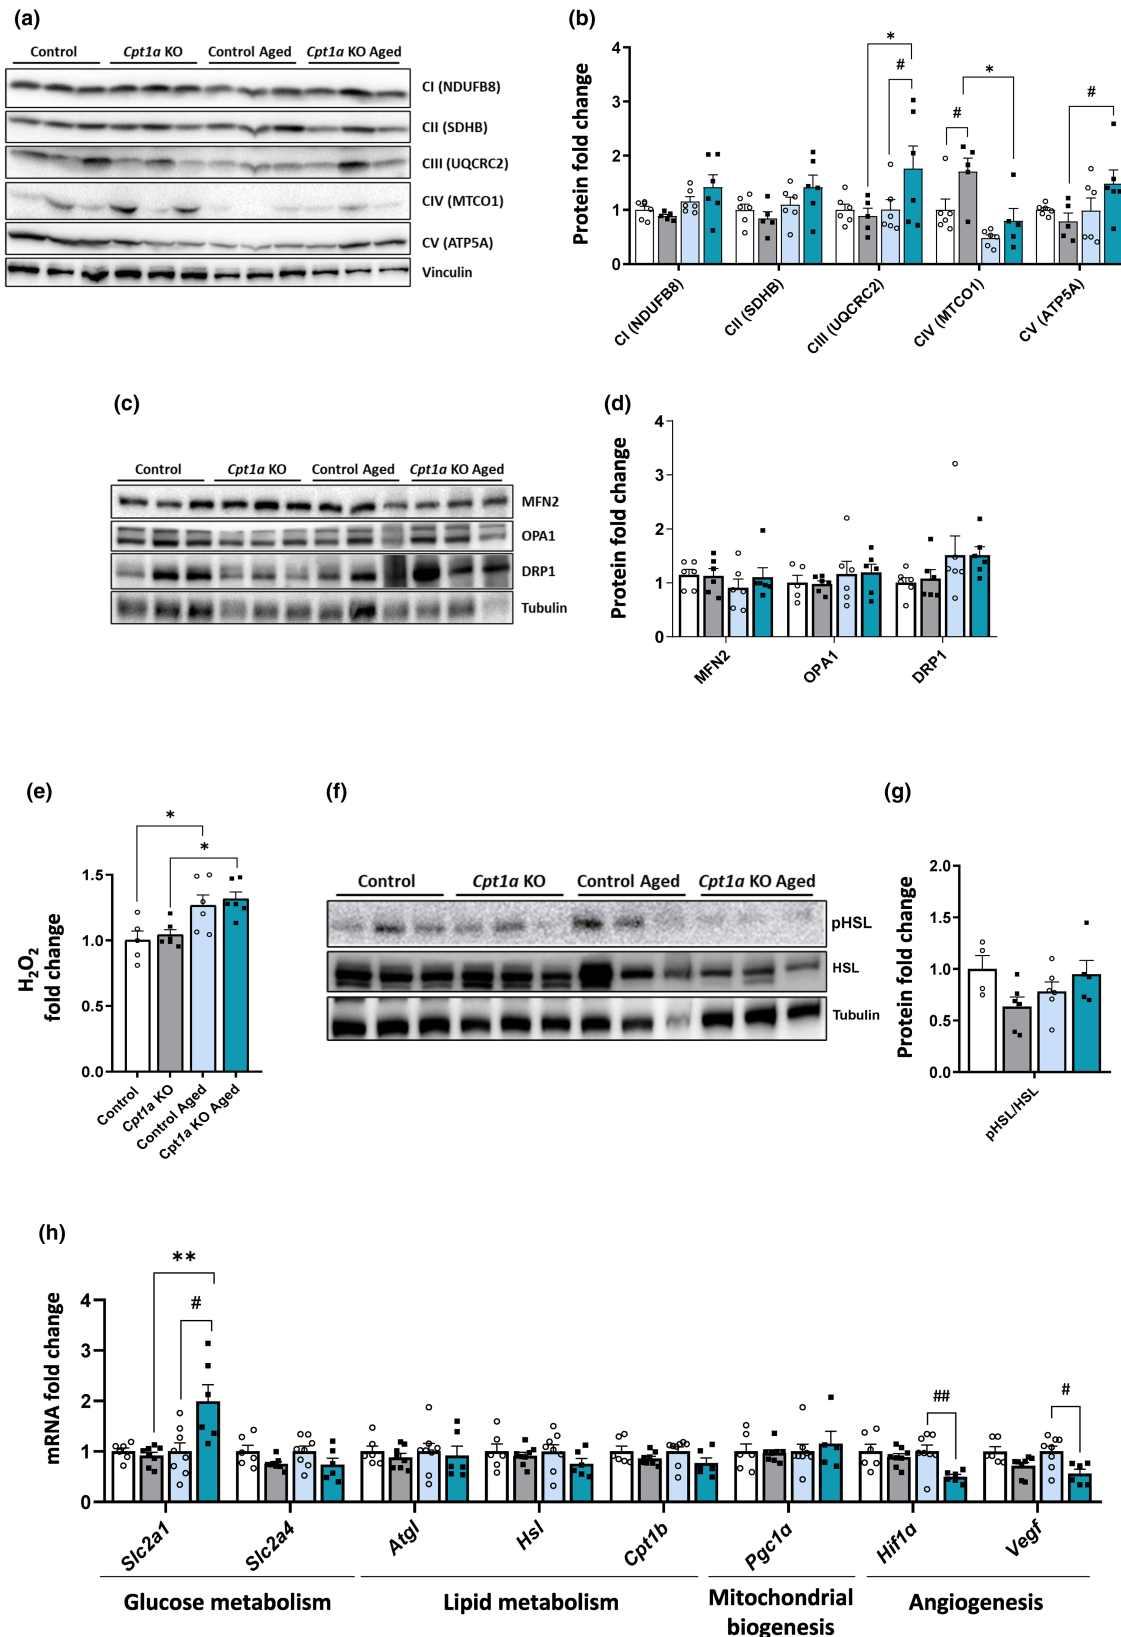 (a)
Control Cpt1a KO Control Aged Cpt1a KO Aged
CI (NDUFB8)
CII (SDHB)
CIII (UQCRC2)
CIV (MTCO1)
CV (ATP5A)
Vinculin
(b)
Protein fold change
4
3
2
1
0
* # # * #
CI (NDUFB8) CII (SDHB) CIII (UQCRC2) CIV (MTCO1) CV (ATP5A)
(c)
Control Cpt1a KO Control Aged Cpt1a KO Aged
MFN2
OPA1
DRP1
Tubulin
(d)
Protein fold change
4
3
2
1
0
MFN2 OPA1 DRP1
(e)
H2O2
fold change
1.5
1.0
0.5
0.0
*
*
Control Cpt1a KO Control Aged Cpt1a KO Aged
(f)
Control Cpt1a KO Control Aged Cpt1a KO Aged
pHSL
HSL
Tubulin
(g)
Protein fold change
2.0
1.5
1.0
0.5
0.0
pHSL/HSL
(h)
mRNA fold change
4
3
2
1
0
**
#
## #
Slc2a1 Slc2a4 Atgl Hsl Cpt1b Pgc1a Hif1a Vegf
Glucose metabolism Lipid metabolism Mitochondrial Angiogenesis
biogenesis